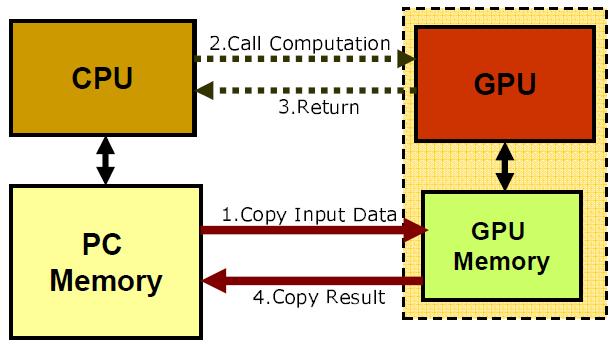 CPU
2.Call Computation
GPU
3.Return
PC
Memory
1.Copy Input Data
GPU
Memory
4.Copy Result